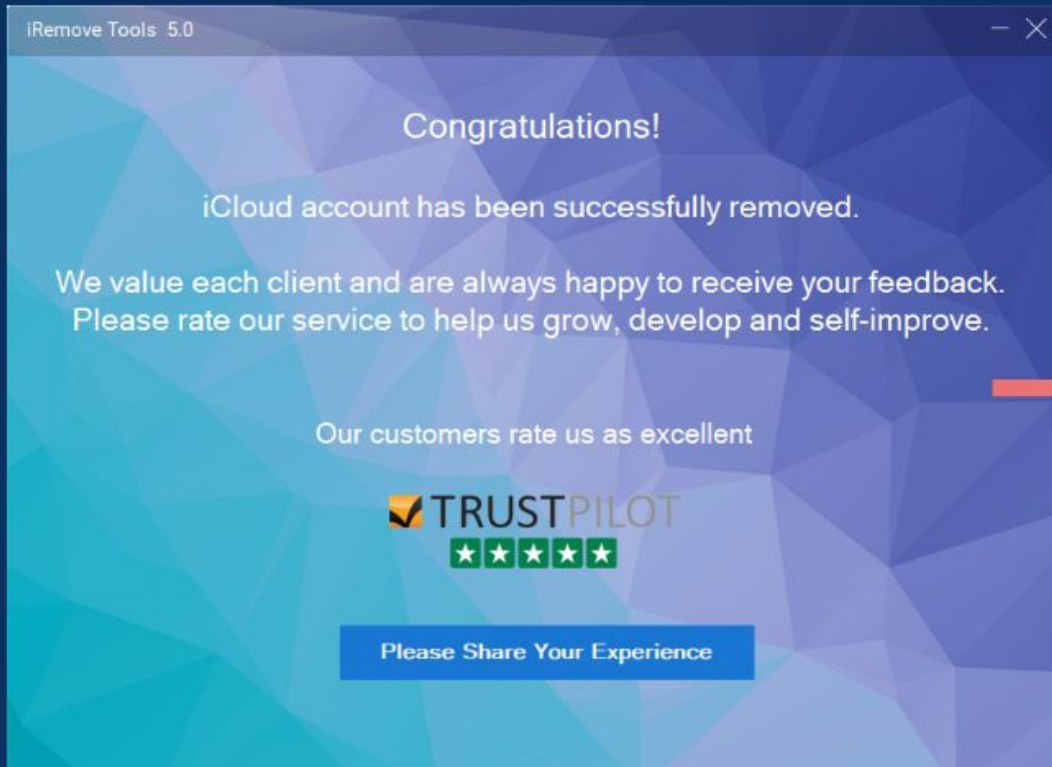 iRemove Tools 5.0
Congratulations!
iCloud account has been successfully removed.
We value each client and are always happy to receive your feedback.
Please rate our service to help us grow, develop and self-improve.
Our customers rate us as excellent
TRUSTPILOT
Please Share Your Experience